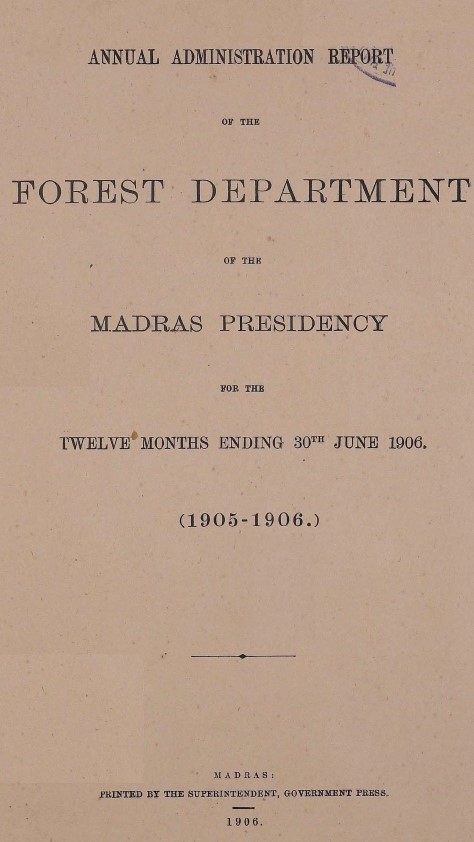 ANNUAL ADMINISTRATION REPORT
OF THE
FOREST DEPARTMENT
OF THE
MADRAS PRESIDENCY
FOR THE
TWELVE MONTHS ENDING 30TH JUNE 1906.
(1905-1906.)
MADRAS:
PRINTED BY THE SUPERINTENDENT, GOVERNMENT PRESS.
1906.